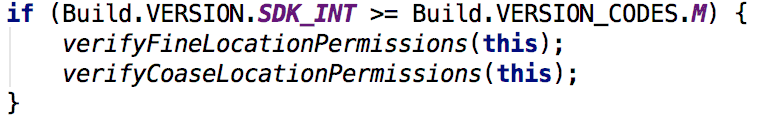 if (Build.VERSION.SDK_INT >= Build.VERSION_CODES.M) {
    verifyFineLocationPermissions(this);
    verifyCoaseLocationPermissions(this);
}